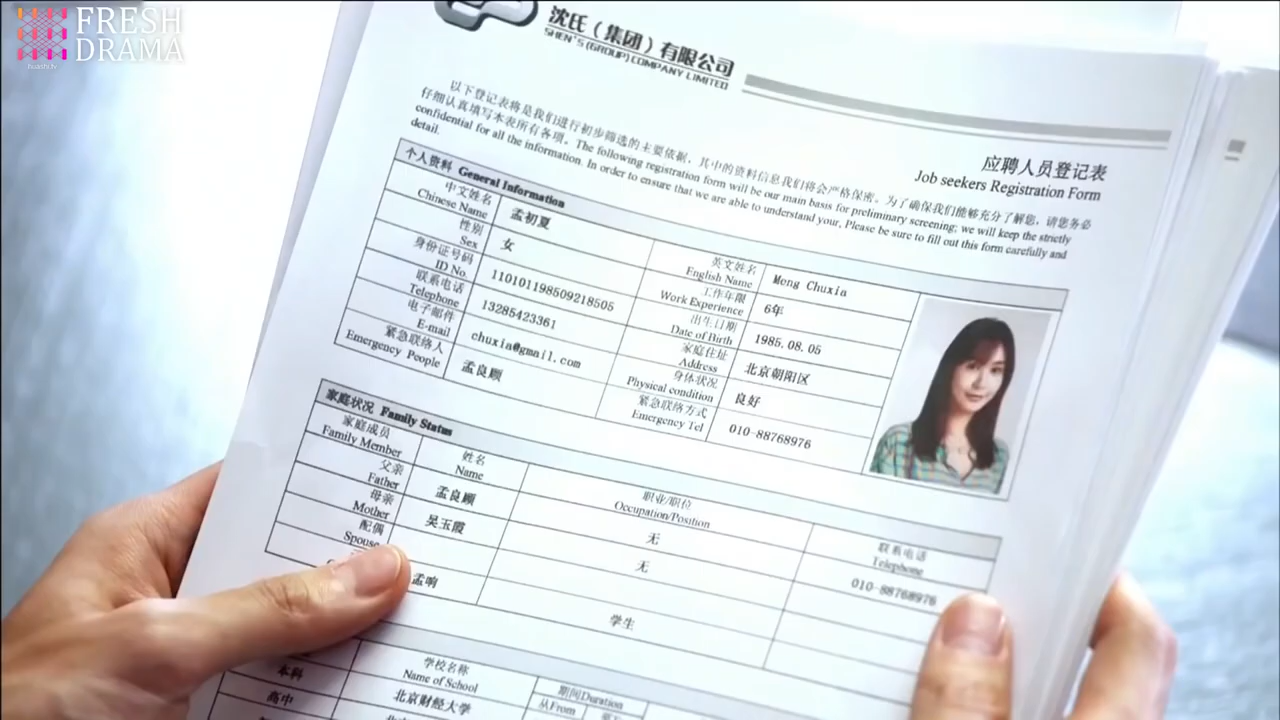 FRESH
DRAMA
沈氏（集团）有限公司
SHEN'S (GROUP) COMPANY LIMITED
应聘人员登记表
Job seekers Registration Form
以下登记表将是我们进行初步筛选的主要依据，其中的资料信息我们将会严格保密。为了确保我们能够充分了解您，请您务必
仔细认真填写本表所有各项。The following registration form will be our main basis for preliminary screening; we will keep the strictly
confidential for all the information. In order to ensure that we are able to understand your, Please be sure to fill out this form carefully and
detail.
个人资料 General Information
中文姓名 孟初夏 英文姓名 Meng Chuxia
Chinese Name English Name
性别 女 工作年限 6年
Sex Work Experience
身份证号码 110101198509218505 出生日期 1985.08.05
ID No. Date of Birth
联系电话 13285423361 家庭住址 北京朝阳区
Telephone Address
电子邮件 chuxia@gmail.com 身体状况 良好
E-mail Physical condition
紧急联络人 孟良顺 紧急联络方式 010-88768976
Emergency People Emergency Tel
家庭状况 Family Status
家庭成员 姓名 职业/职位 联系电话
Family Member Name Occupation/Position Telephone
父亲 孟良顺 无 010-88768976
Father
母亲 吴玉霞 无
Mother
配偶
Spouse
孟响 学生
学校名称 期间Duration
Name of School 从From
本科 北京财经大学
高中